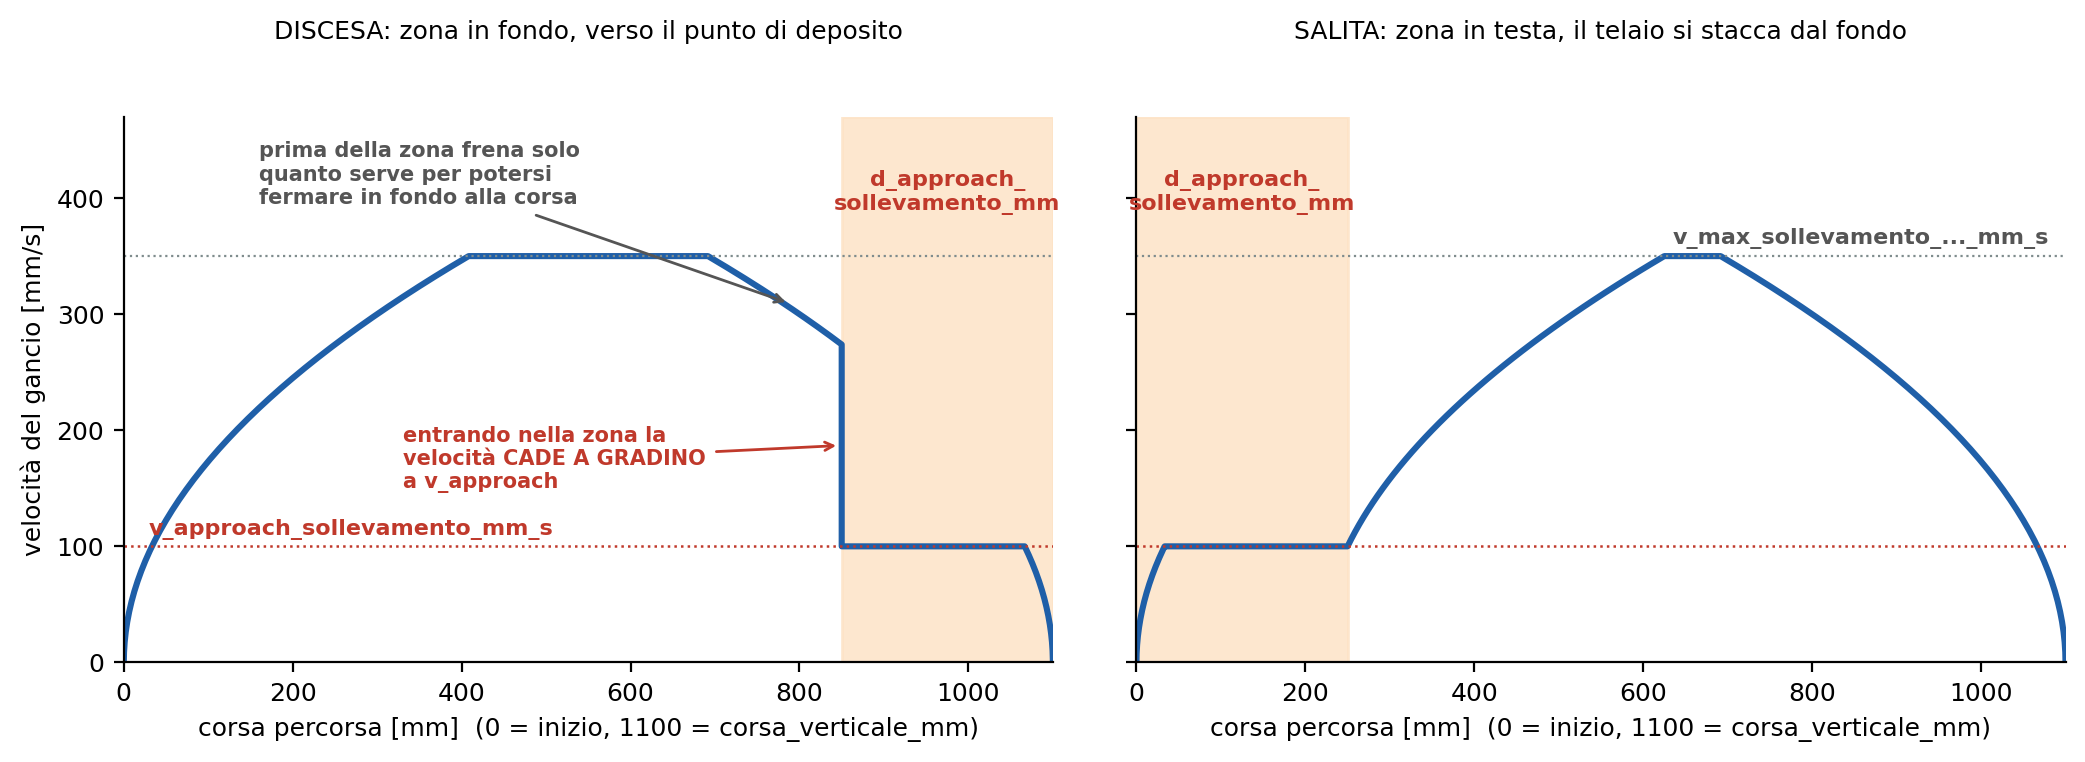 DISCESA: zona in fondo, verso il punto di deposito
prima della zona frena solo
quanto serve per potersi
fermare in fondo alla corsa
d_approach_
sollevamento_mm
entrando nella zona la
velocità CADE A GRADINO
a v_approach
v_approach_sollevamento_mm_s
velocità del gancio [mm/s]
400
300
200
100
0
0 200 400 600 800 1000
corsa percorsa [mm]  (0 = inizio, 1100 = corsa_verticale_mm)
SALITA: zona in testa, il telaio si stacca dal fondo
d_approach_
sollevamento_mm
v_max_sollevamento_..._mm_s
0 200 400 600 800 1000
corsa percorsa [mm]  (0 = inizio, 1100 = corsa_verticale_mm)